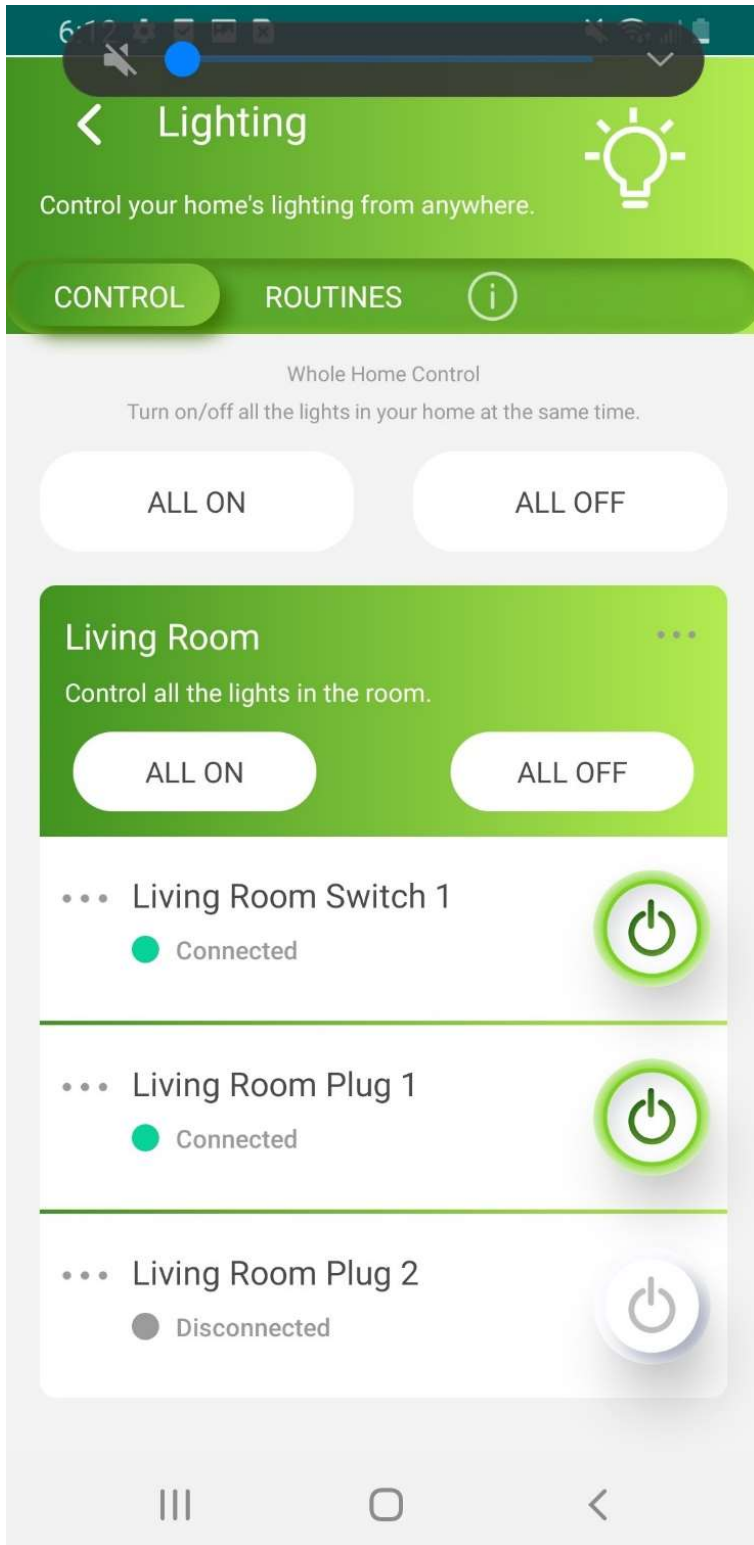 6:12
Lighting
Control your home's lighting from anywhere.
CONTROL ROUTINES i
Whole Home Control
Turn on/off all the lights in your home at the same time.
ALL ON ALL OFF
Living Room
Control all the lights in the room.
ALL ON ALL OFF
Living Room Switch 1
Connected
Living Room Plug 1
Connected
Living Room Plug 2
Disconnected